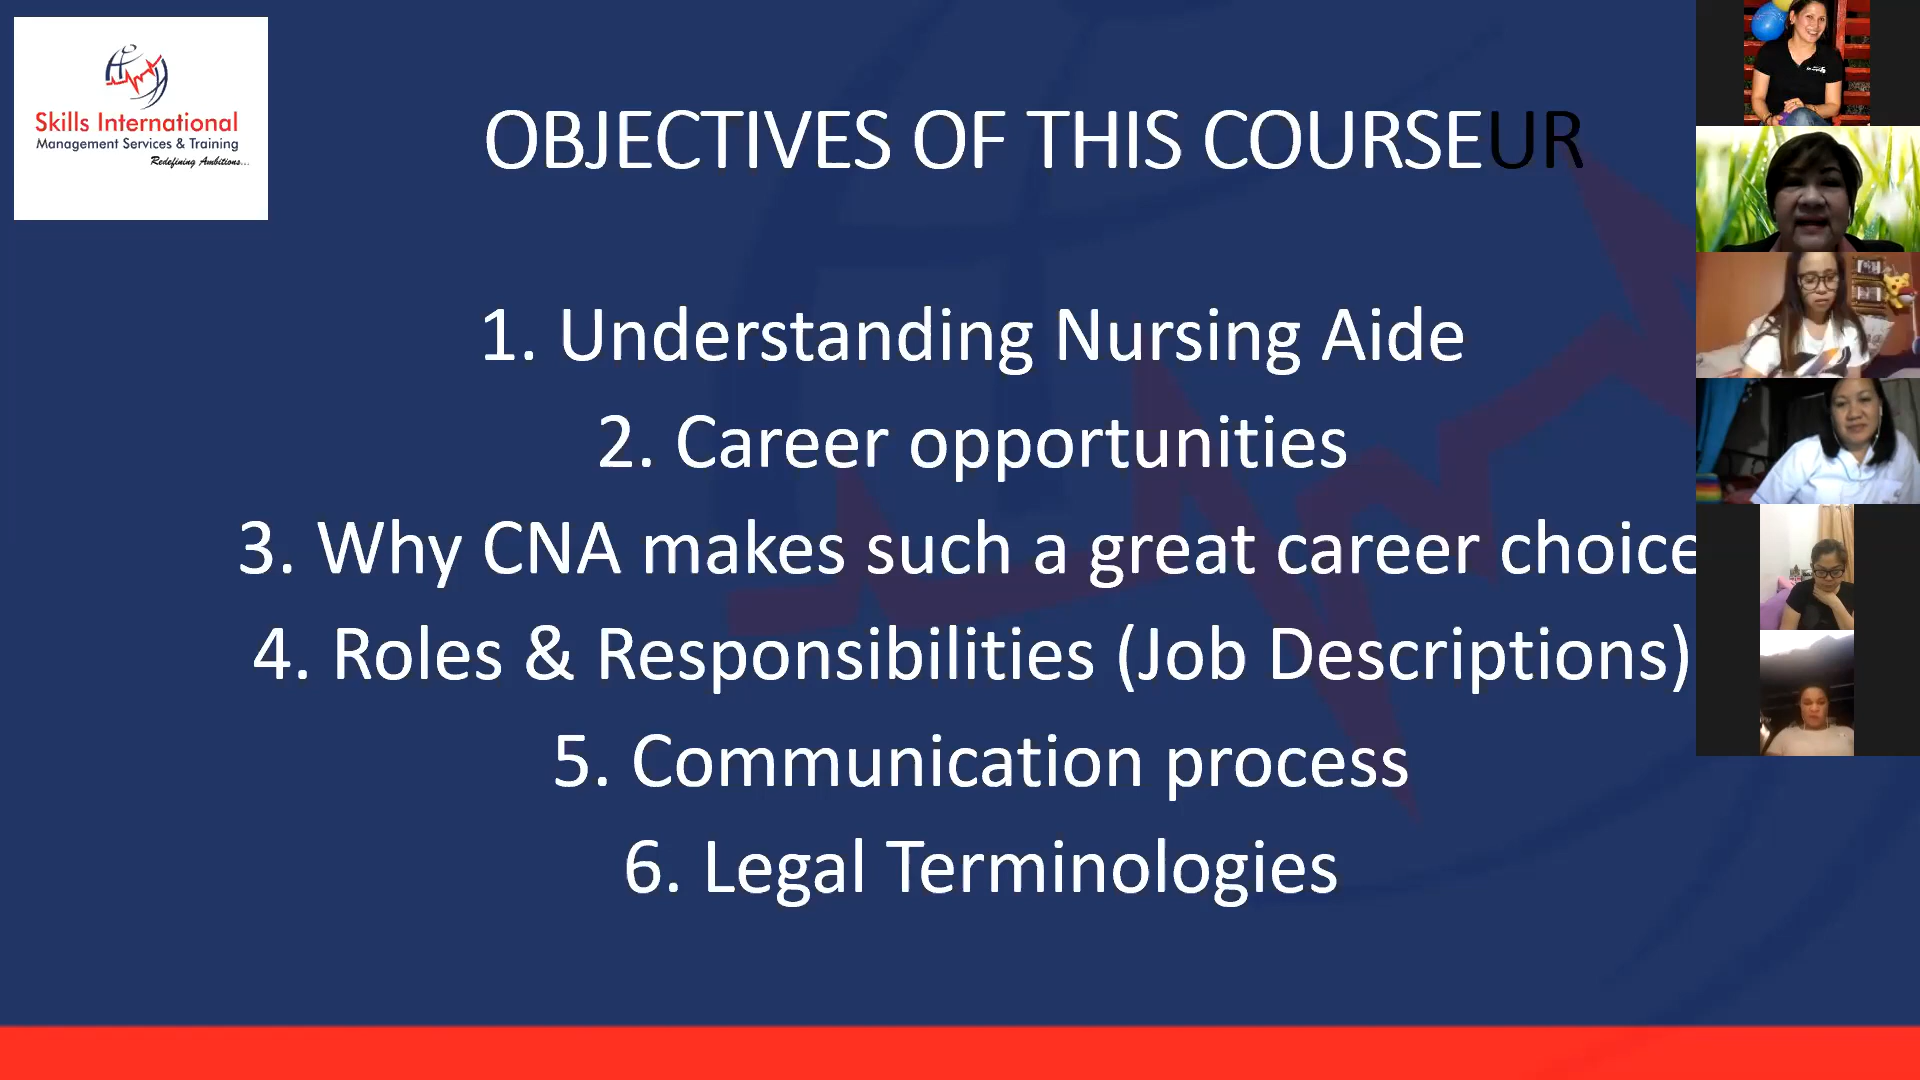 Skills International
Management Services & Training
Redefining Ambitions...
OBJECTIVES OF THIS COURSEUR
1. Understanding Nursing Aide
2. Career opportunities
3. Why CNA makes such a great career choice
4. Roles & Responsibilities (Job Descriptions)
5. Communication process
6. Legal Terminologies